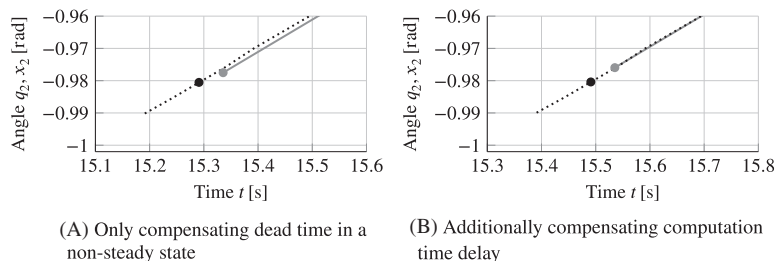 −0.96
−0.97
−0.98
−0.99
−1
Angle q₂, x₂ [rad]
15.1 15.2 15.3 15.4 15.5 15.6
Time t [s]
(A) Only compensating dead time in a
non-steady state
−0.96
−0.97
−0.98
−0.99
−1
Angle q₂, x₂ [rad]
15.3 15.4 15.5 15.6 15.7 15.8
Time t [s]
(B) Additionally compensating computation
time delay